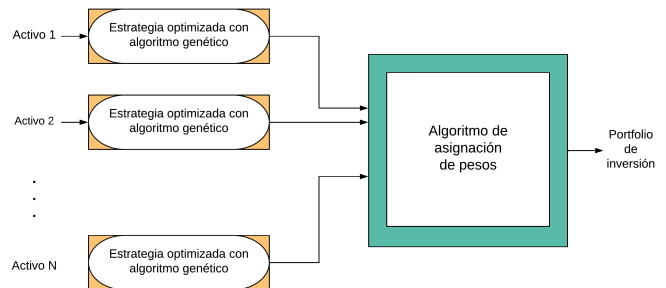 Activo 1
Estrategia optimizada con
algoritmo genético
Activo 2
Estrategia optimizada con
algoritmo genético
.
.
.
Activo N
Estrategia optimizada con
algoritmo genético
Algoritmo de
asignación
de pesos
Portfolio
de
inversión